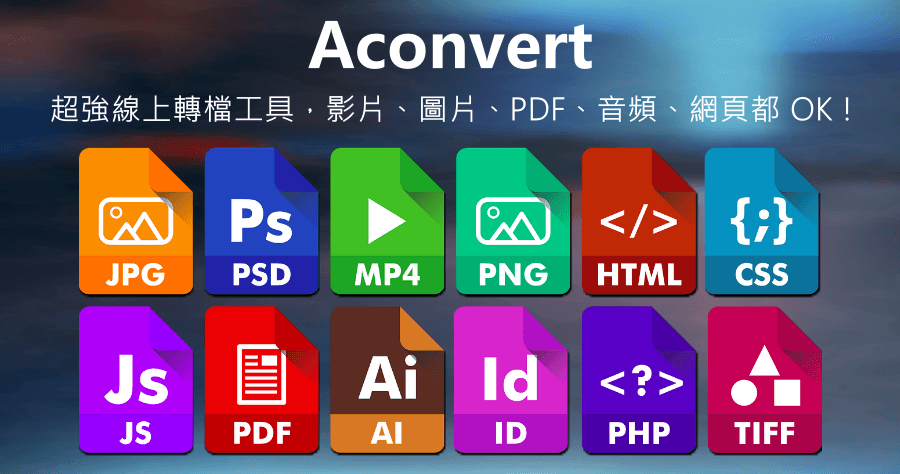 Aconvert
超強線上轉檔工具，影片、圖片、PDF、音頻、網頁都 OK！
JPG
Ps
PSD
MP4
PNG
</>
HTML
{;}
CSS
Js
JS
PDF
Ai
AI
Id
ID
<?>
PHP
TIFF